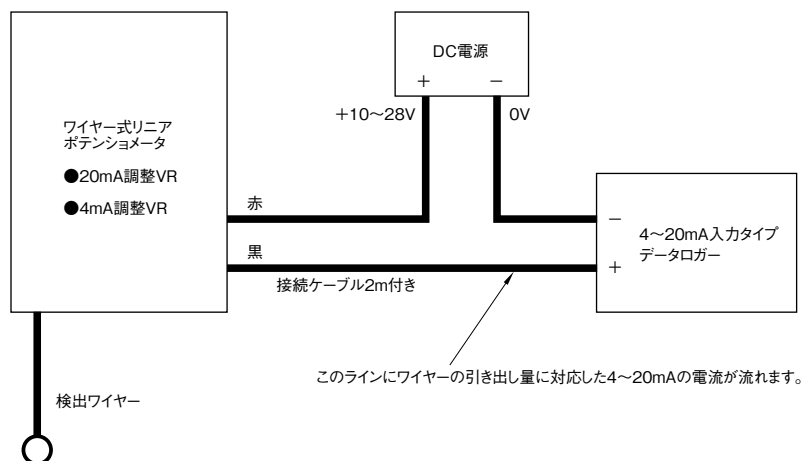 DC電源
＋ −
＋10～28V
0V
ワイヤー式リニア
ポテンショメータ
●20mA調整VR
●4mA調整VR
赤
黒
接続ケーブル2m付き
−
＋
4～20mA入力タイプ
データロガー
このラインにワイヤーの引き出し量に対応した4～20mAの電流が流れます。
検出ワイヤー